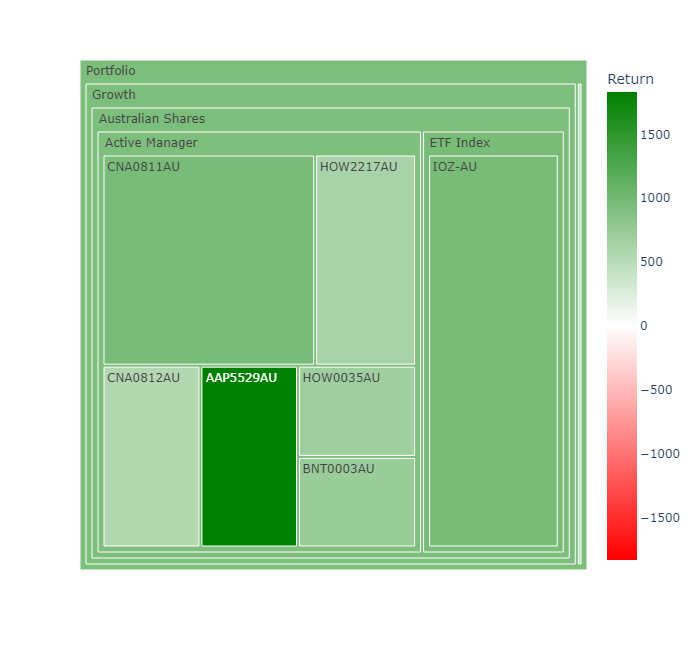 Portfolio
Growth
Australian Shares
Active Manager
ETF Index
CNA0811AU
HOW2217AU
IOZ-AU
CNA0812AU
AAP5529AU
HOW0035AU
BNT0003AU
Return
1500
1000
500
0
−500
−1000
−1500